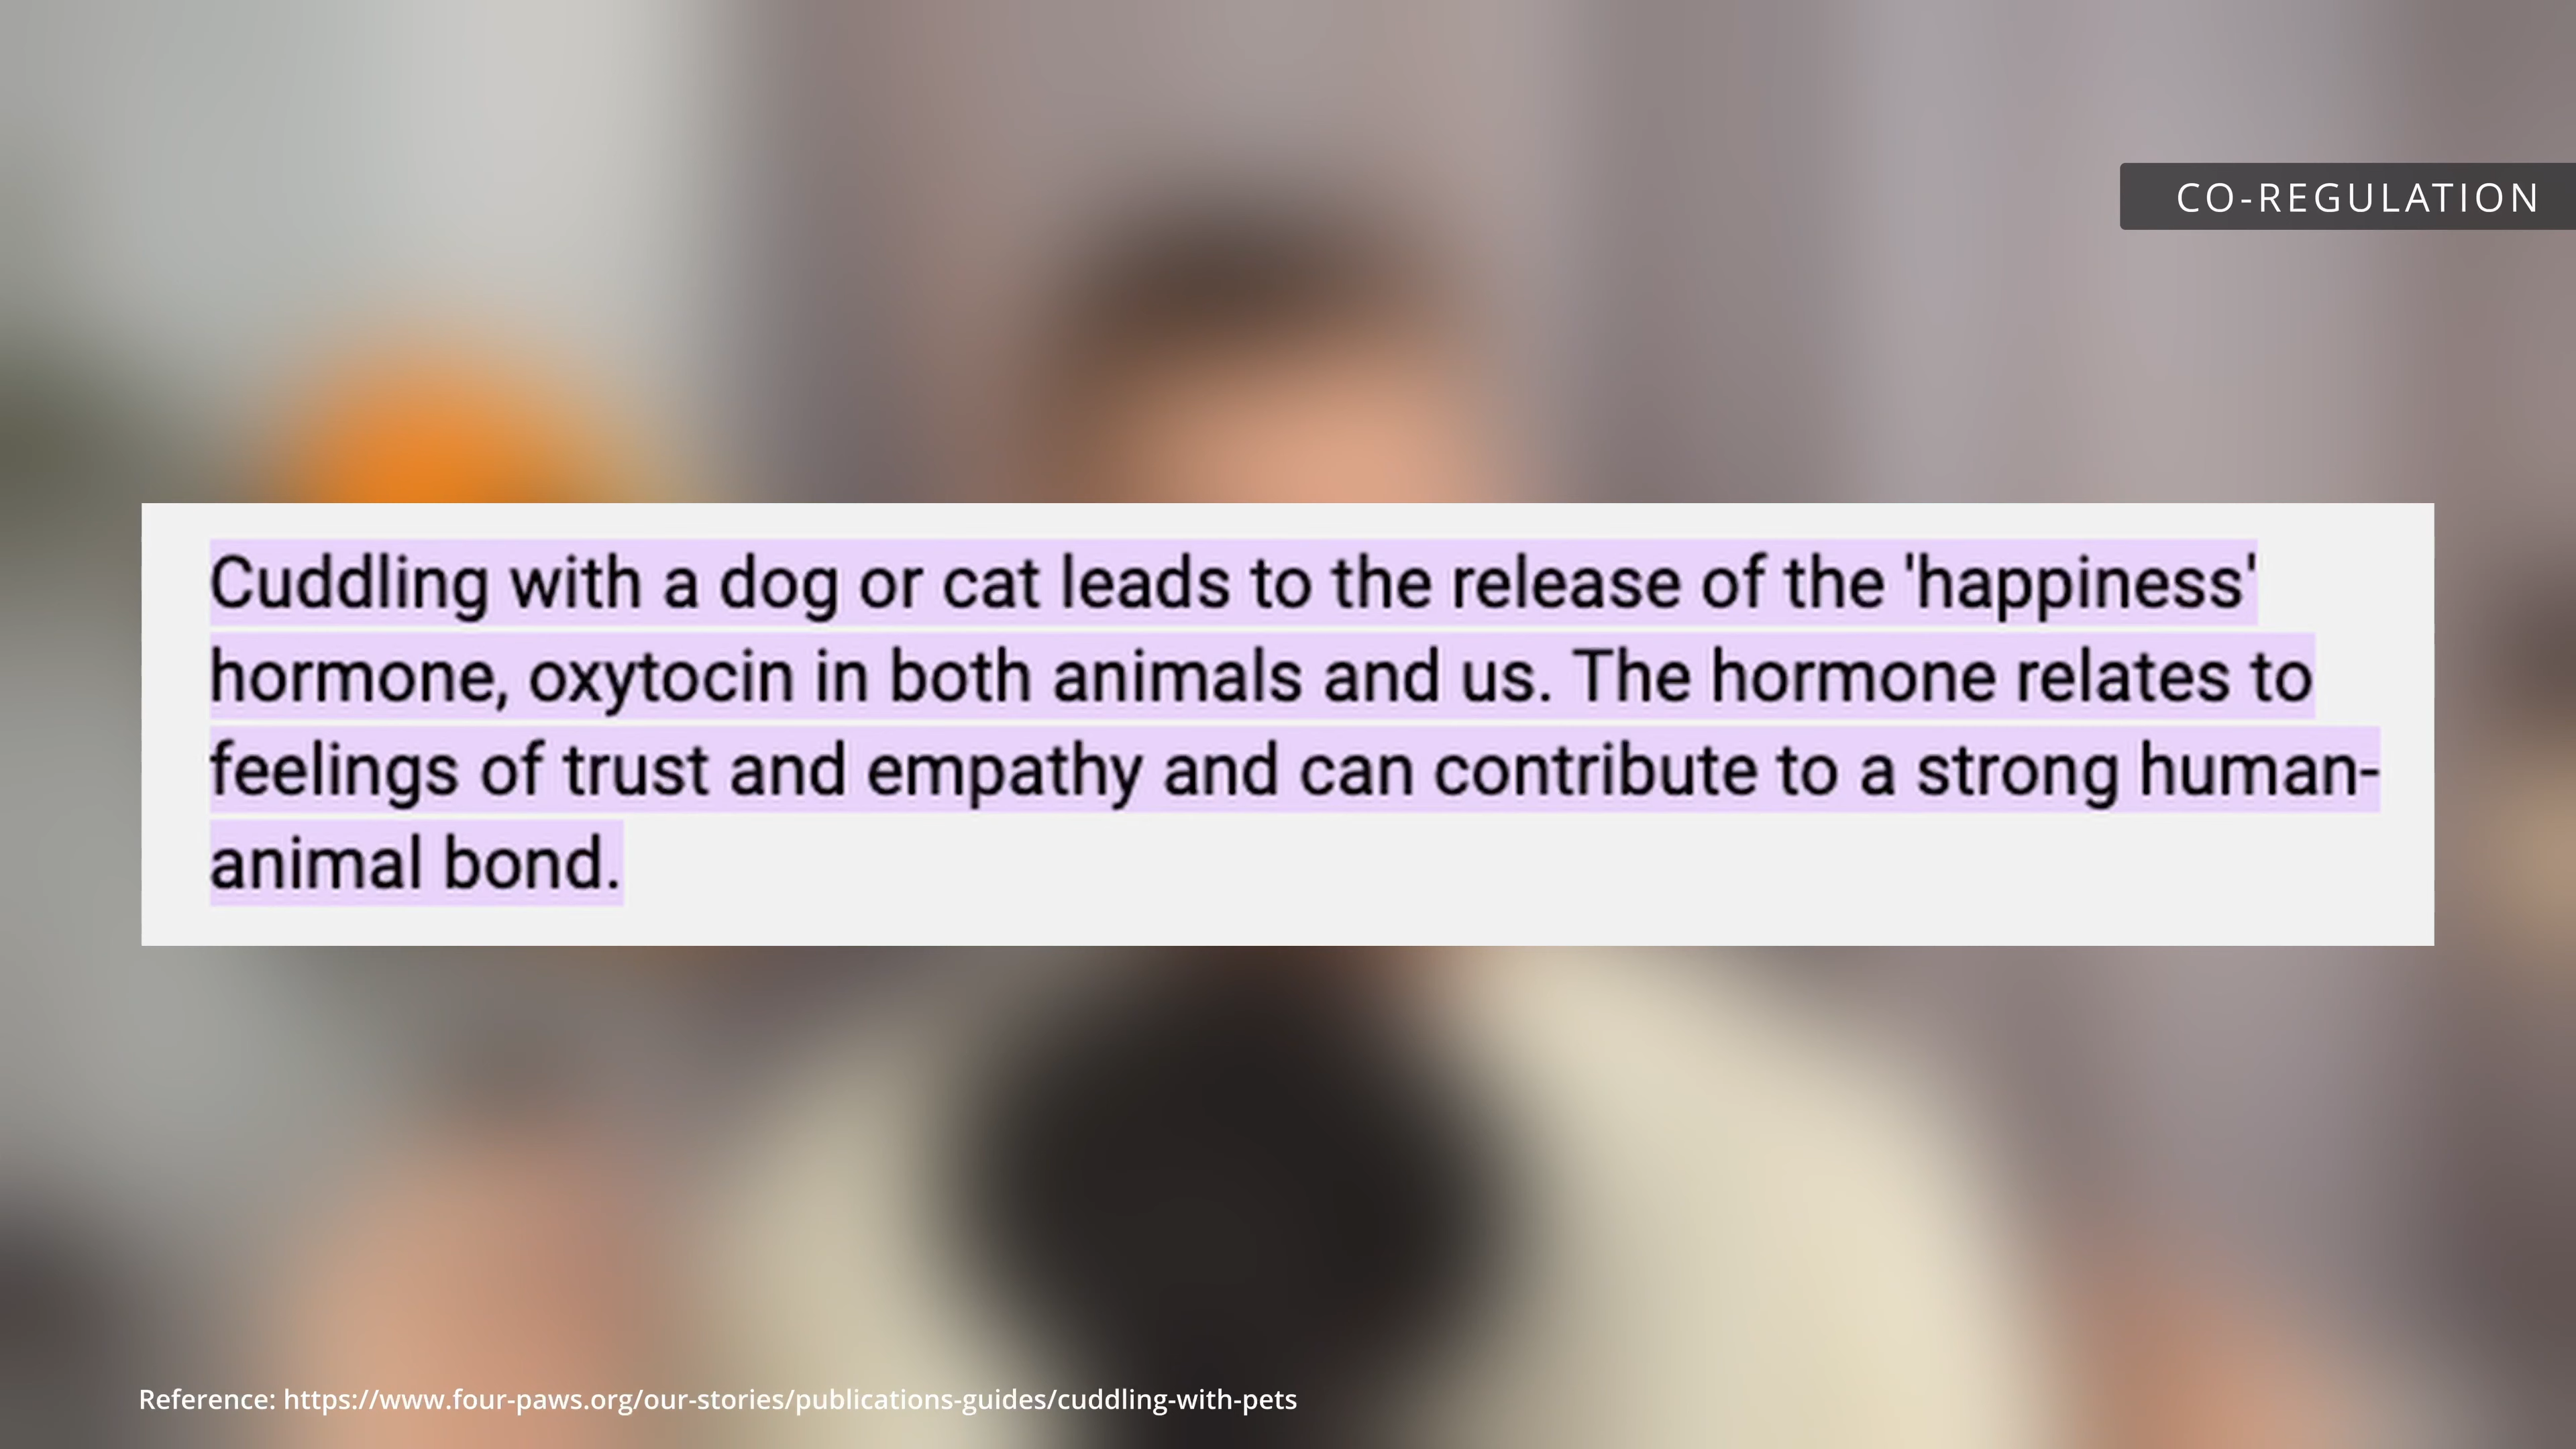 CO-REGULATION
Cuddling with a dog or cat leads to the release of the 'happiness'
hormone, oxytocin in both animals and us. The hormone relates to
feelings of trust and empathy and can contribute to a strong human-
animal bond.
Reference: https://www.four-paws.org/our-stories/publications-guides/cuddling-with-pets